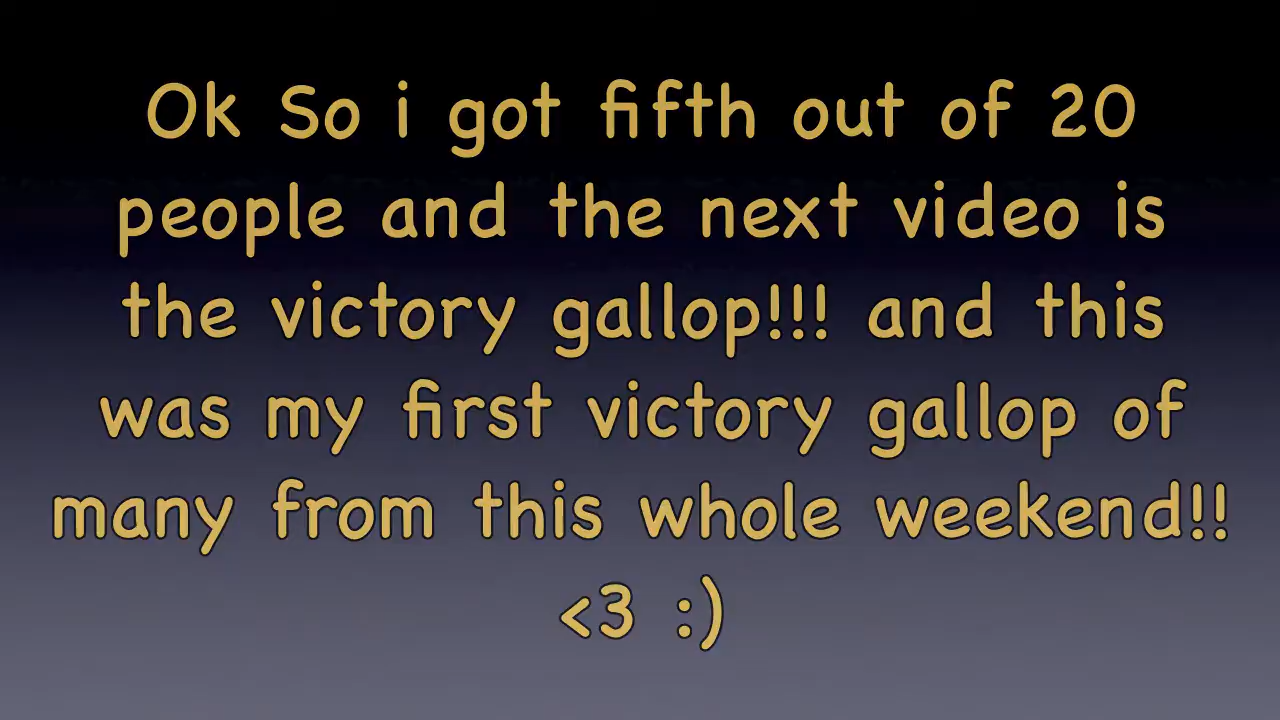 Ok So i got fifth out of 20
people and the next video is
the victory gallop!!! and this
was my first victory gallop of
many from this whole weekend!!
<3 :)